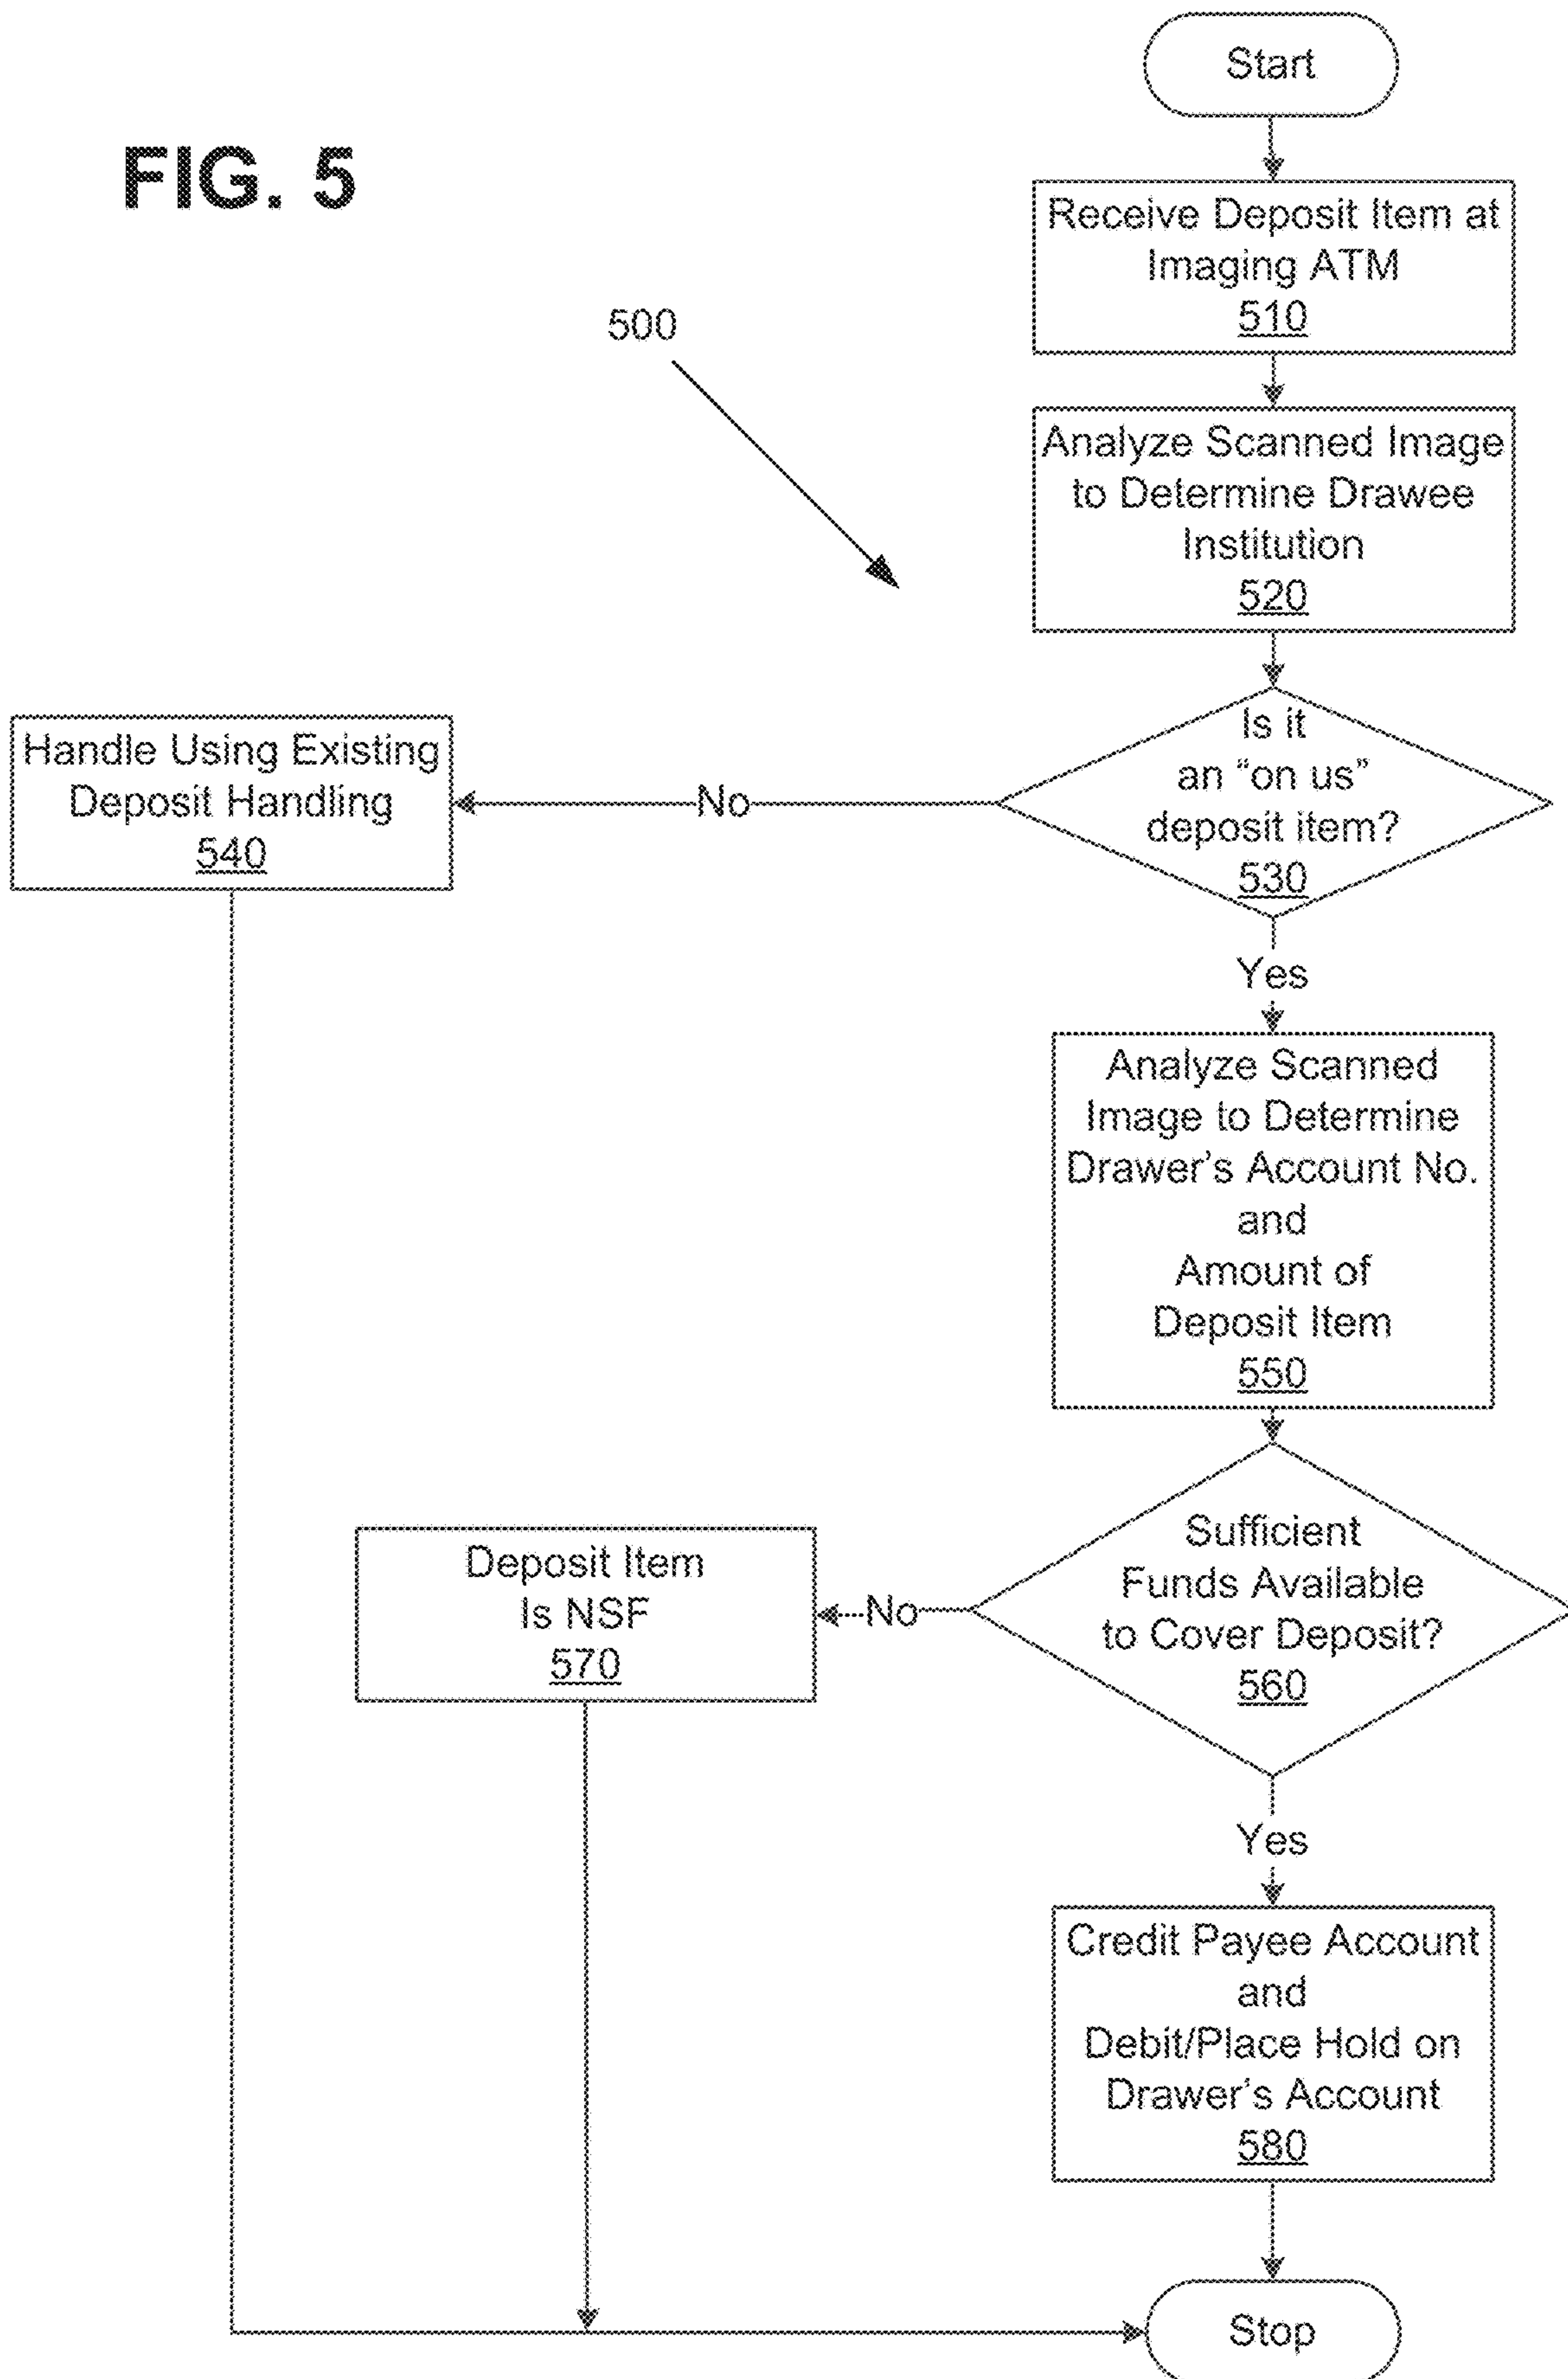 FIG. 5
Start
Receive Deposit Item at
Imaging ATM
510
500
Analyze Scanned Image
to Determine Drawee
Institution
520
Is it
an “on us”
deposit item?
530
No
Handle Using Existing
Deposit Handling
540
Yes
Analyze Scanned
Image to Determine
Drawer’s Account No.
and
Amount of
Deposit Item
550
Sufficient
Funds Available
to Cover Deposit?
560
No
Deposit Item
Is NSF
570
Yes
Credit Payee Account
and
Debit/Place Hold on
Drawer’s Account
580
Stop